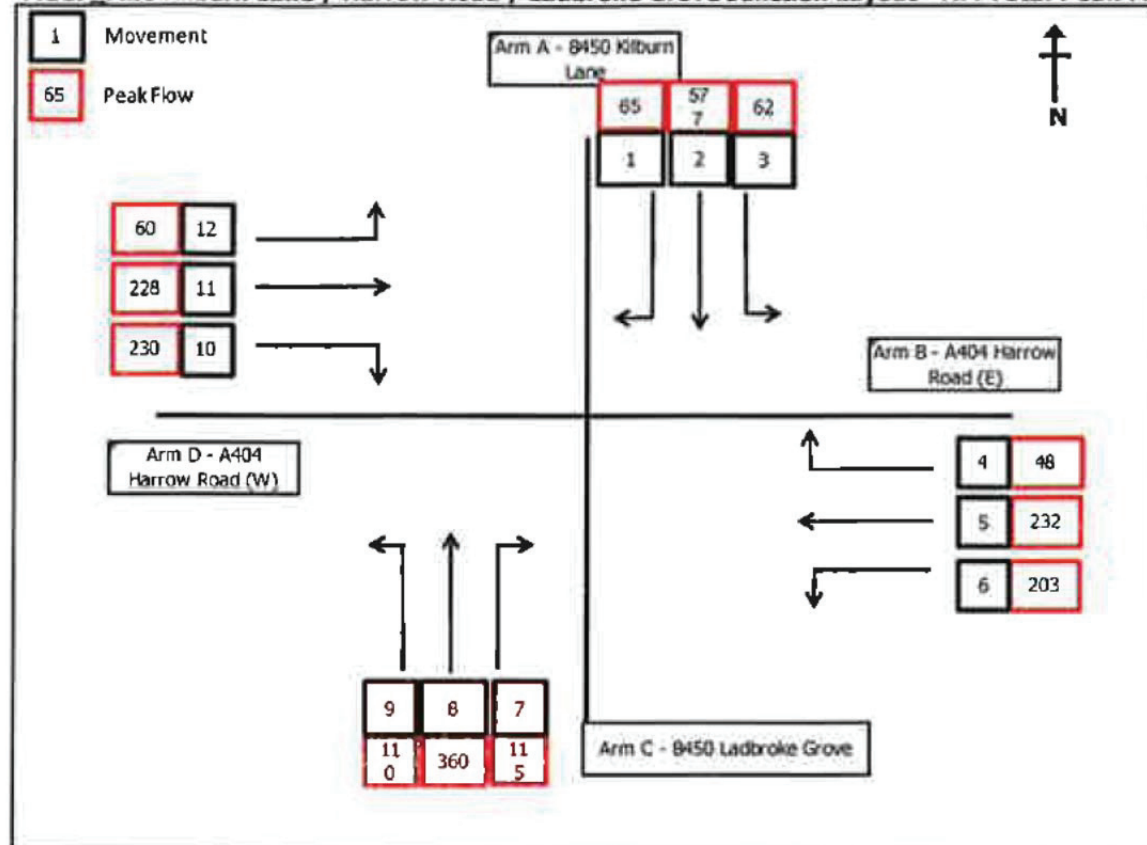 1 Movement
65 Peak Flow
Arm A - B450 Kilburn
Lane
N
65 57 62
7
1 2 3
60 12
228 11
230 10
Arm B - A404 Harrow
Road (E)
Arm D - A404
Harrow Road (W)
4 48
5 232
6 203
9 8 7
11 360 11
0 5
Arm C - B450 Ladbroke Grove